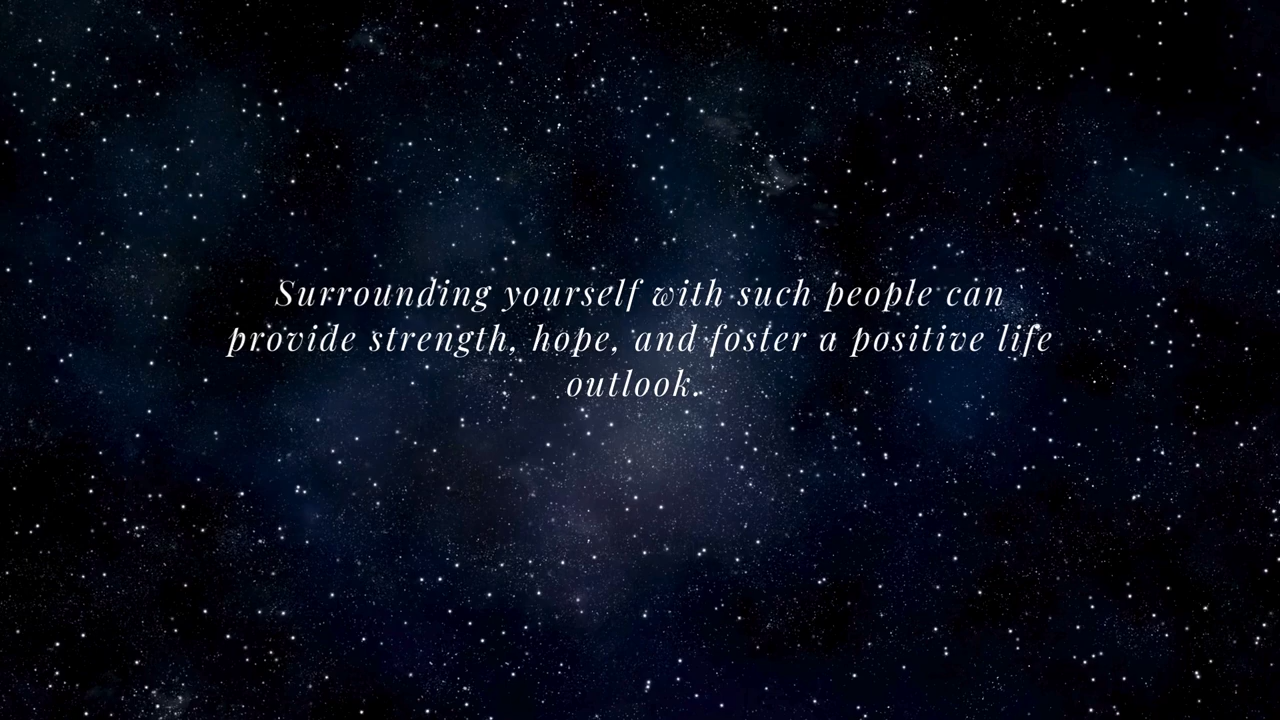 Surrounding yourself with such people can
provide strength, hope, and foster a positive life
outlook.